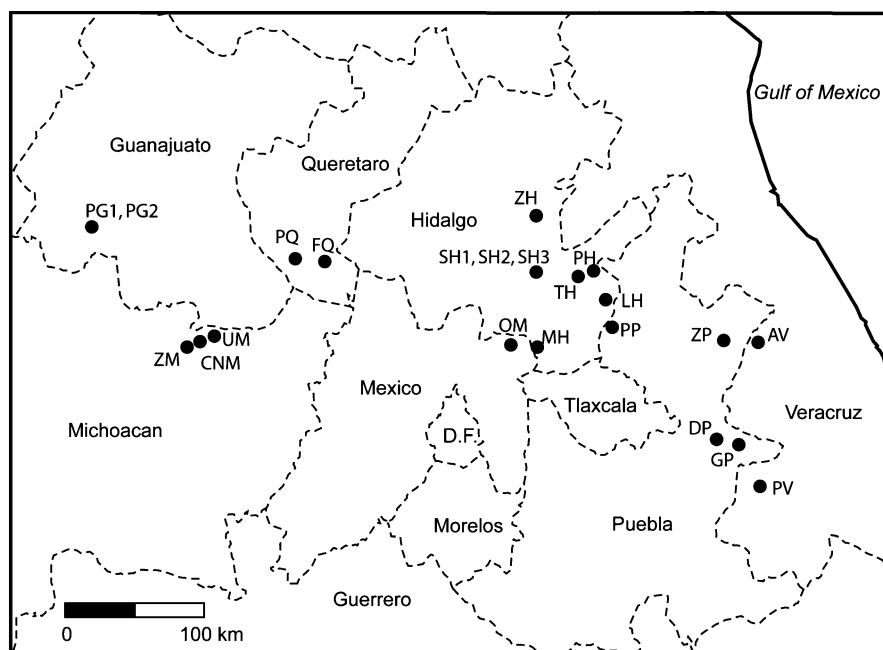 Gulf of Mexico
Guanajuato
Queretaro
PG1, PG2
ZH
Hidalgo
PQ
FQ
SH1, SH2, SH3
PH
TH
LH
PP
UM
CNM
ZM
OM
MH
ZP
AV
Mexico
Tlaxcala
Veracruz
Michoacan
D.F.
DP
GP
PV
Morelos
Puebla
Guerrero
0
100 km